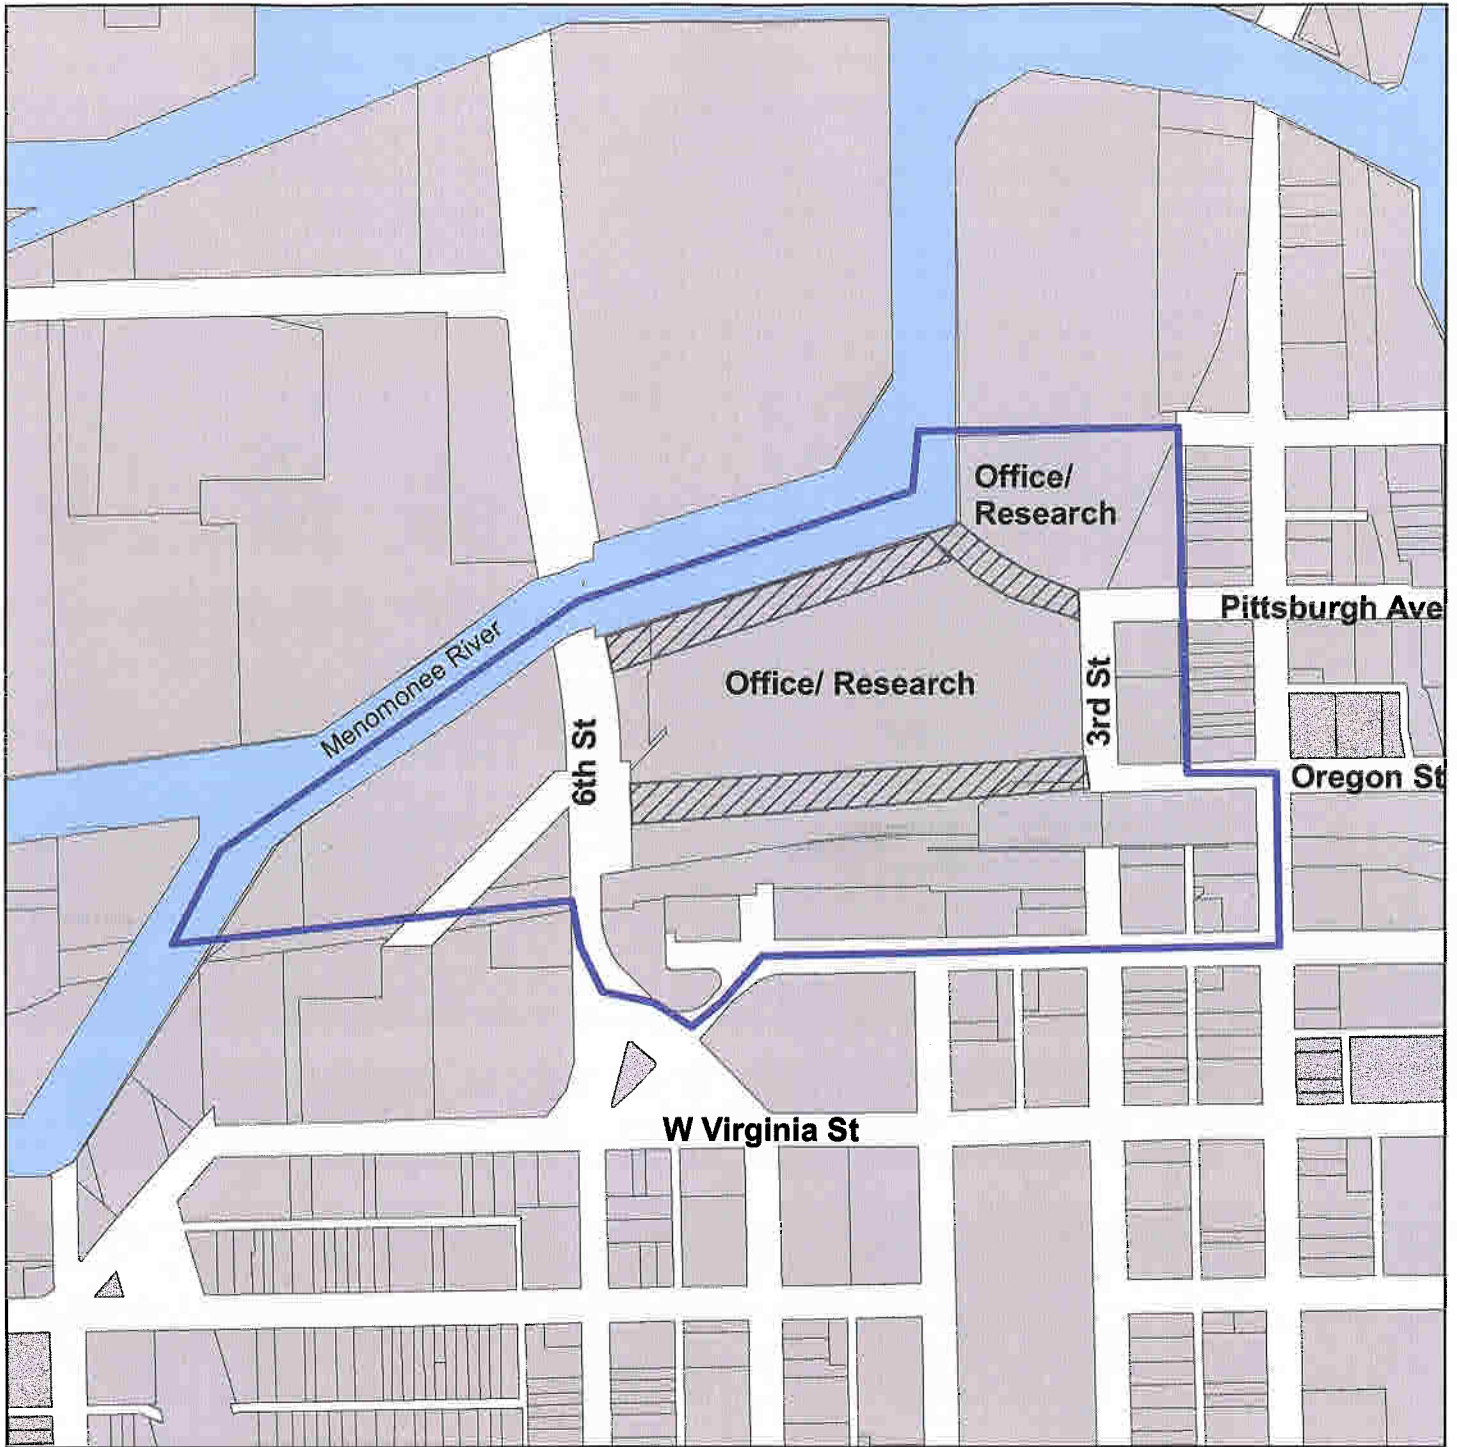 Office/
Research
Pittsburgh Ave
Menomonee River
Office/ Research
3rd St
6th St
Oregon St
W Virginia St